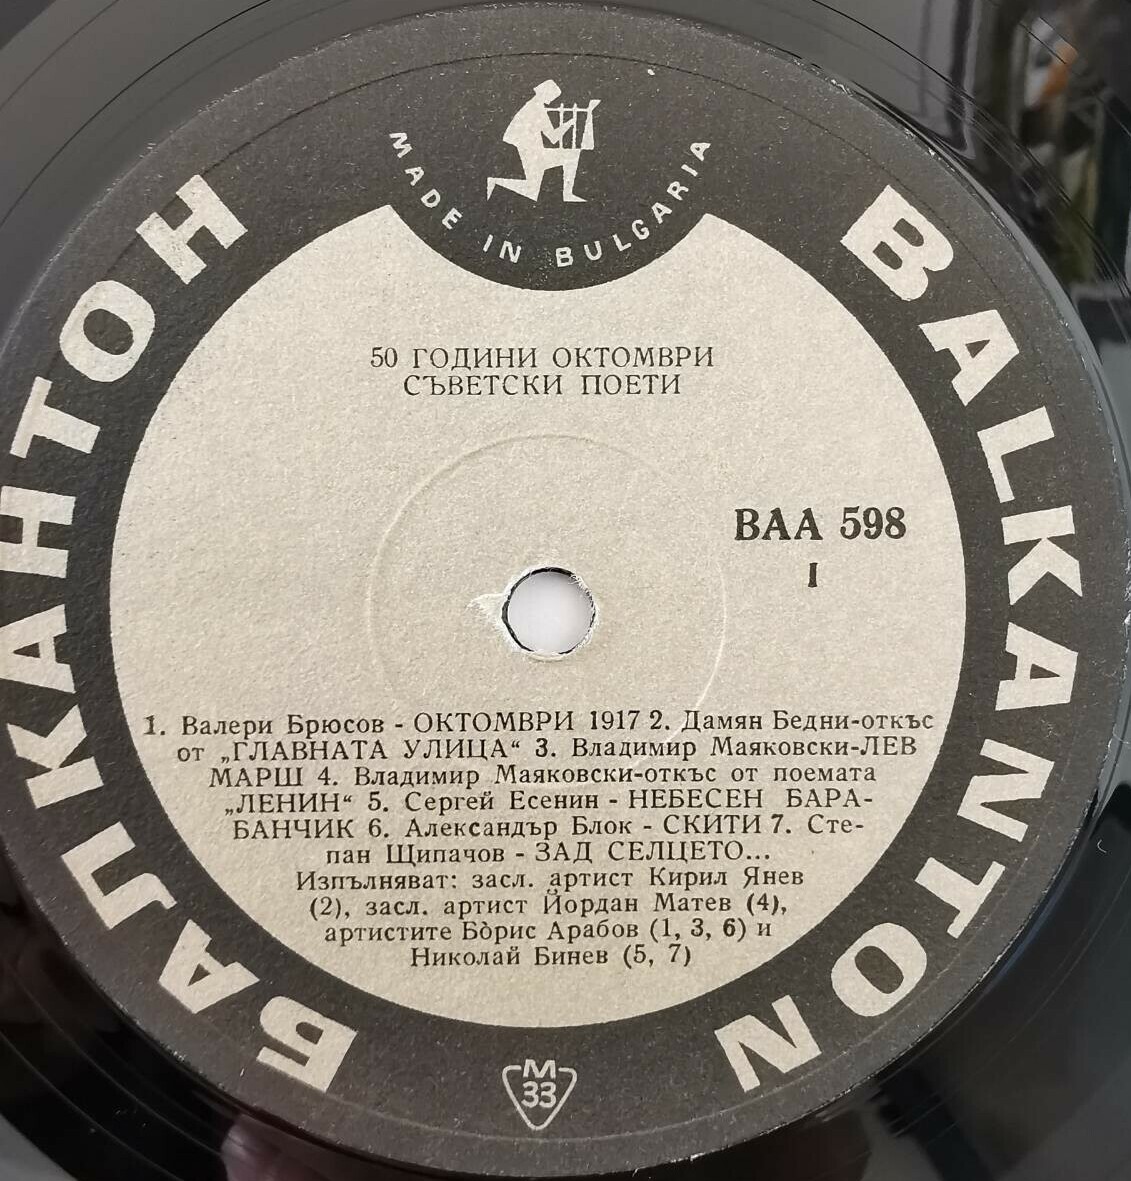 MADE IN BULGARIA
БАЛКАНТОН
BALKANTON
50 ГОДИНИ ОКТОМВРИ
СЪВЕТСКИ ПОЕТИ
ВАА 598
I
1. Валери Брюсов - ОКТОМВРИ 1917 2. Дамян Бедни-откъс
от „ГЛАВНАТА УЛИЦА“ 3. Владимир Маяковски-ЛЕВ
МАРШ 4. Владимир Маяковски-откъс от поемата
„ЛЕНИН“ 5. Сергей Есенин - НЕБЕСЕН БАРА-
БАНЧИК 6. Александър Блок - СКИТИ 7. Сте-
пан Щипачов - ЗАД СЕЛЦЕТО...
Изпълняват: засл. артист Кирил Янев
(2), засл. артист Йордан Матев (4),
артистите Борис Арабов (1, 3, 6) и
Николай Бинев (5, 7)
М
33